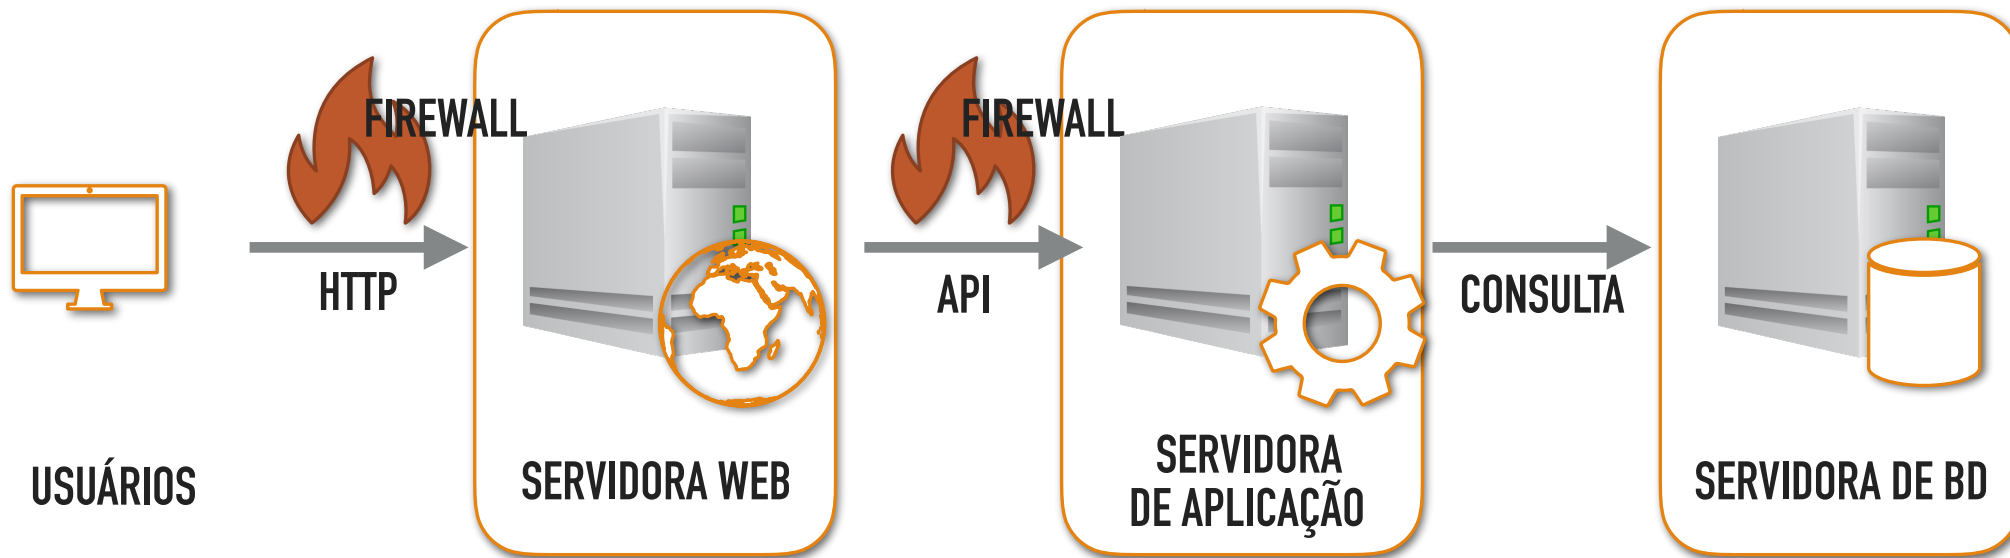 FIREWALL
FIREWALL
HTTP
API
CONSULTA
USUÁRIOS
SERVIDORA WEB
SERVIDORA
DE APLICAÇÃO
SERVIDORA DE BD